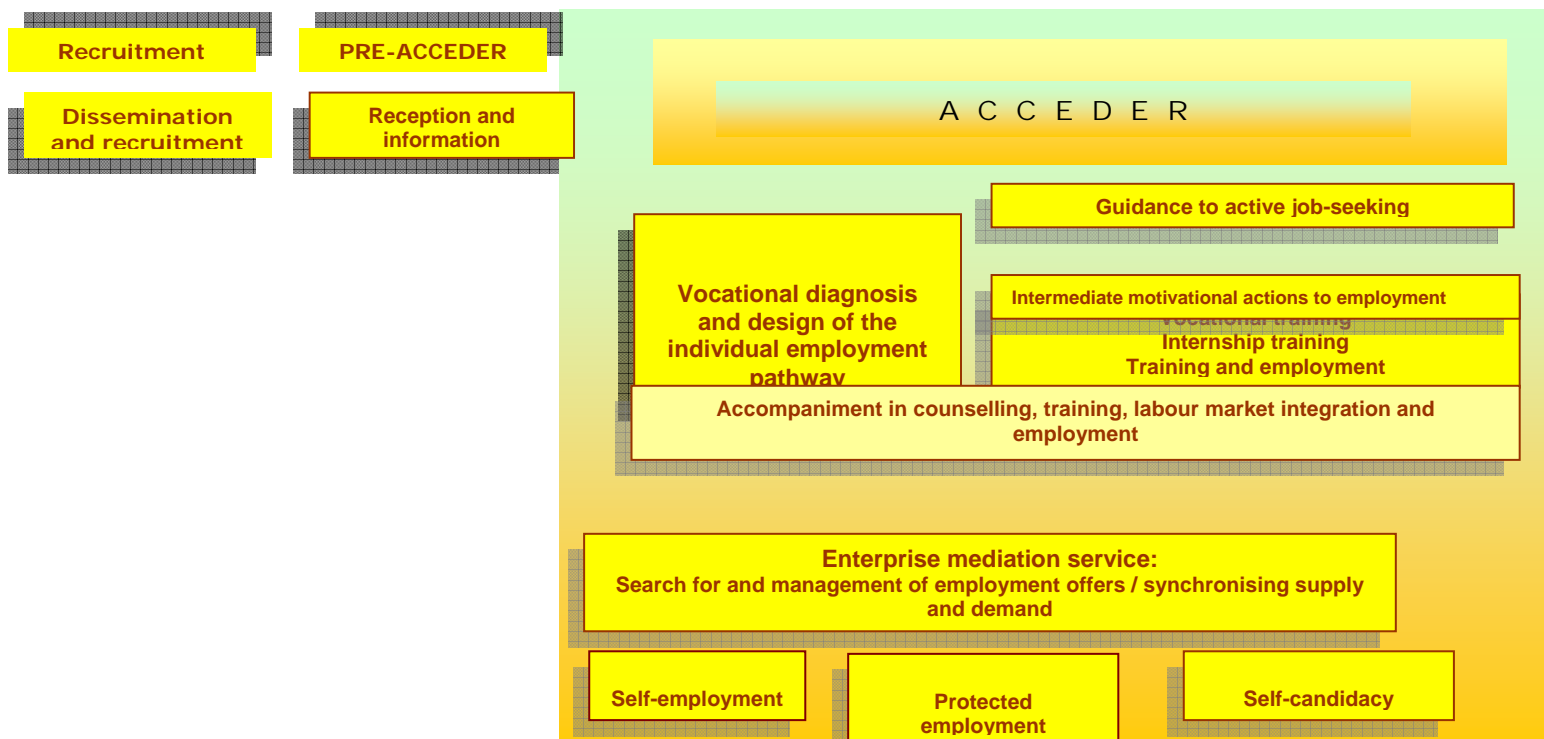 Recruitment
PRE-ACCEDER
A C C E D E R
Dissemination
and recruitment
Reception and
information
Guidance to active job-seeking
Vocational diagnosis
and design of the
individual employment
pathway
Intermediate motivational actions to employment
Vocational training
Internship training
Training and employment
Accompaniment in counselling, training, labour market integration and
employment
Enterprise mediation service:
Search for and management of employment offers / synchronising supply
and demand
Self-employment
Protected
employment
Self-candidacy